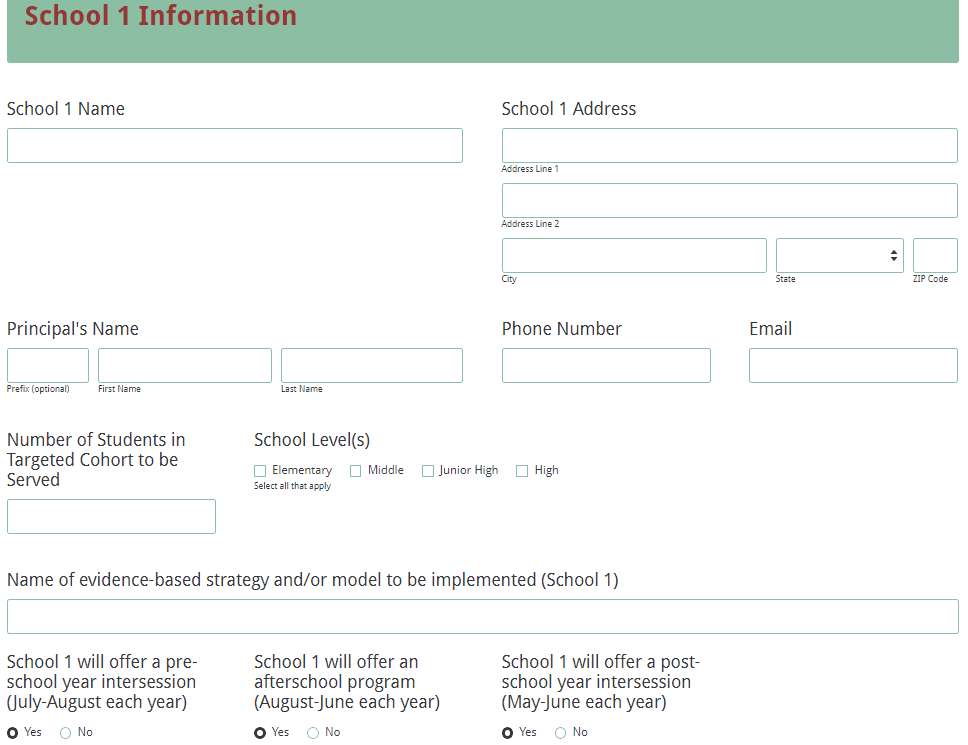 School 1 Information
School 1 Name
School 1 Address
Address Line 1
Address Line 2
City
State
ZIP Code
Principal's Name
Phone Number
Email
Prefix (optional)
First Name
Last Name
Number of Students in
Targeted Cohort to be
Served
School Level(s)
Elementary
Middle
Junior High
High
Select all that apply
Name of evidence-based strategy and/or model to be implemented (School 1)
School 1 will offer a pre-
school year intersession
(July-August each year)
Yes
No
School 1 will offer an
afterschool program
(August-June each year)
Yes
No
School 1 will offer a post-
school year intersession
(May-June each year)
Yes
No